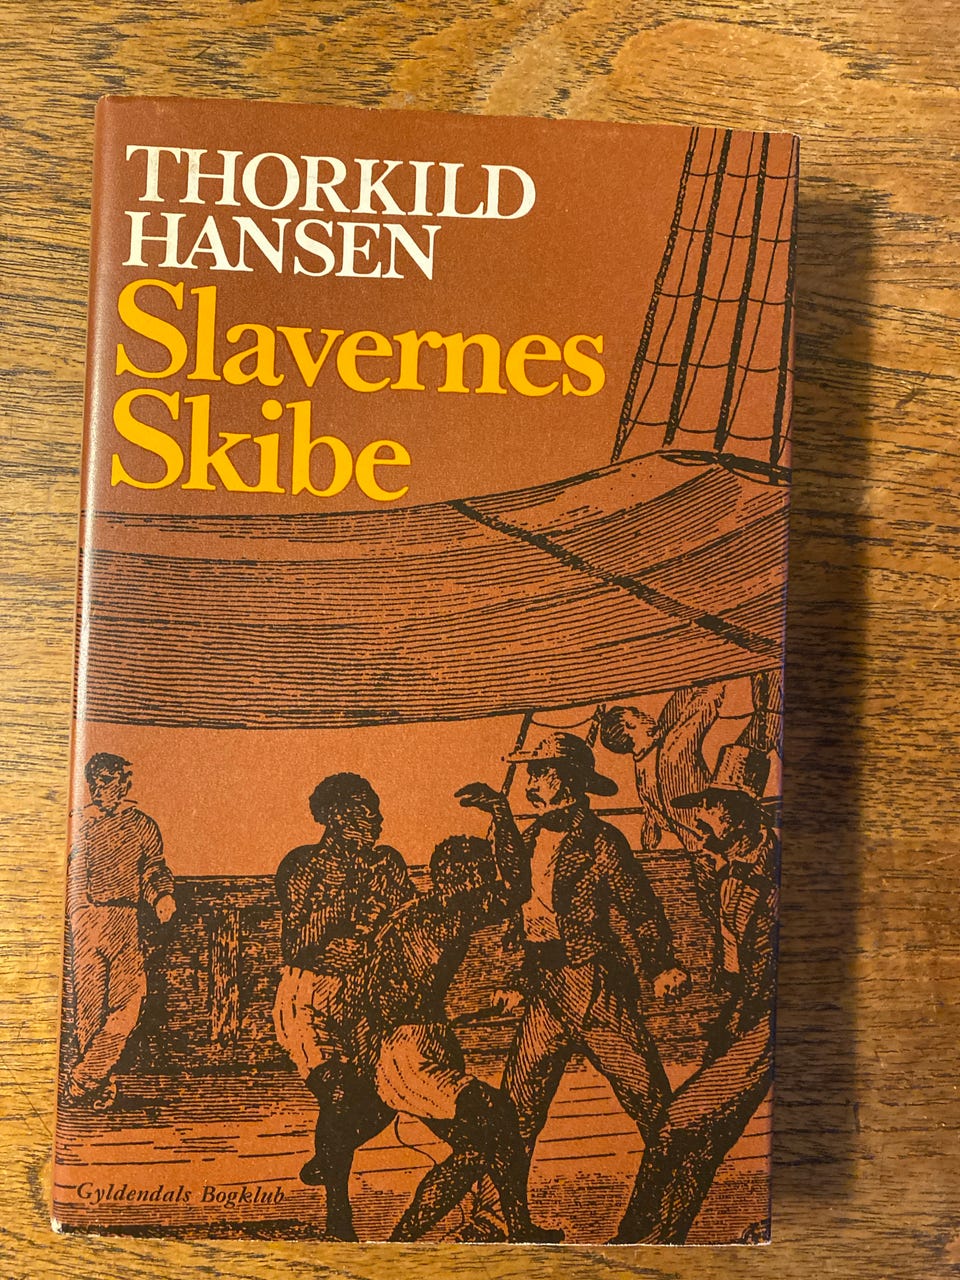 THORKILD
HANSEN
Slavernes
Skibe
Gyldendals Bogklub